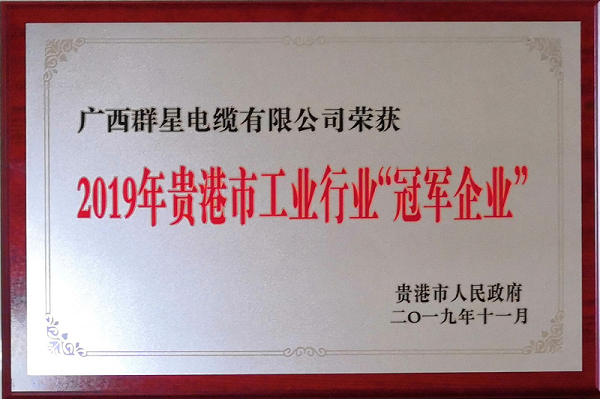 广西群星电缆有限公司荣获
2019年贵港市工业行业“冠军企业”
贵港市人民政府
二〇一九年十一月